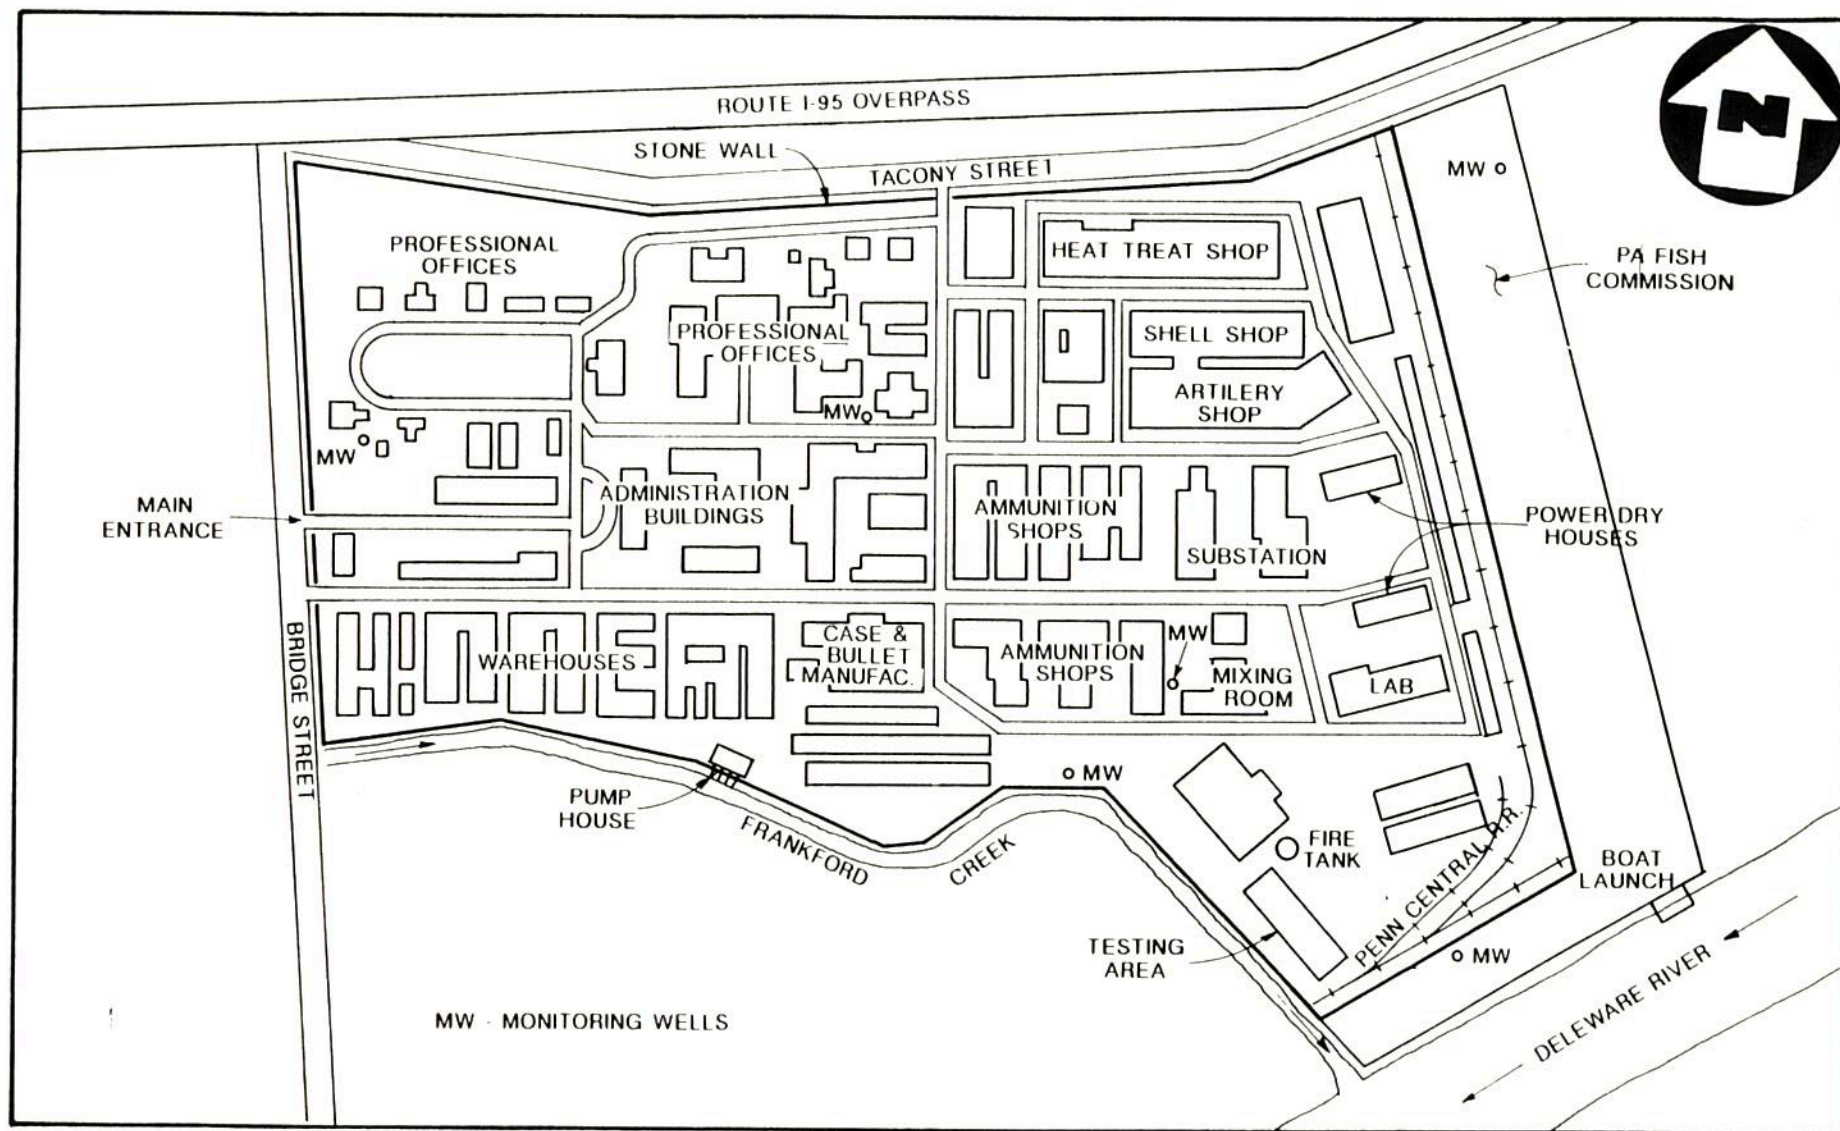 ROUTE I-95 OVERPASS
N
STONE WALL
TACONY STREET
MW
PROFESSIONAL
OFFICES
HEAT TREAT SHOP
PA FISH
COMMISSION
PROFESSIONAL
OFFICES
SHELL SHOP
ARTILERY
SHOP
MW
MW
MAIN
ENTRANCE
ADMINISTRATION
BUILDINGS
AMMUNITION
SHOPS
SUBSTATION
POWER DRY
HOUSES
BRIDGE STREET
WAREHOUSES
CASE &
BULLET
MANUFAC.
AMMUNITION
SHOPS
MW
MIXING
ROOM
LAB
PUMP
HOUSE
MW
FRANKFORD
CREEK
FIRE
TANK
PENN CENTRAL R.R.
BOAT
LAUNCH
TESTING
AREA
MW
DELEWARE RIVER
MW - MONITORING WELLS